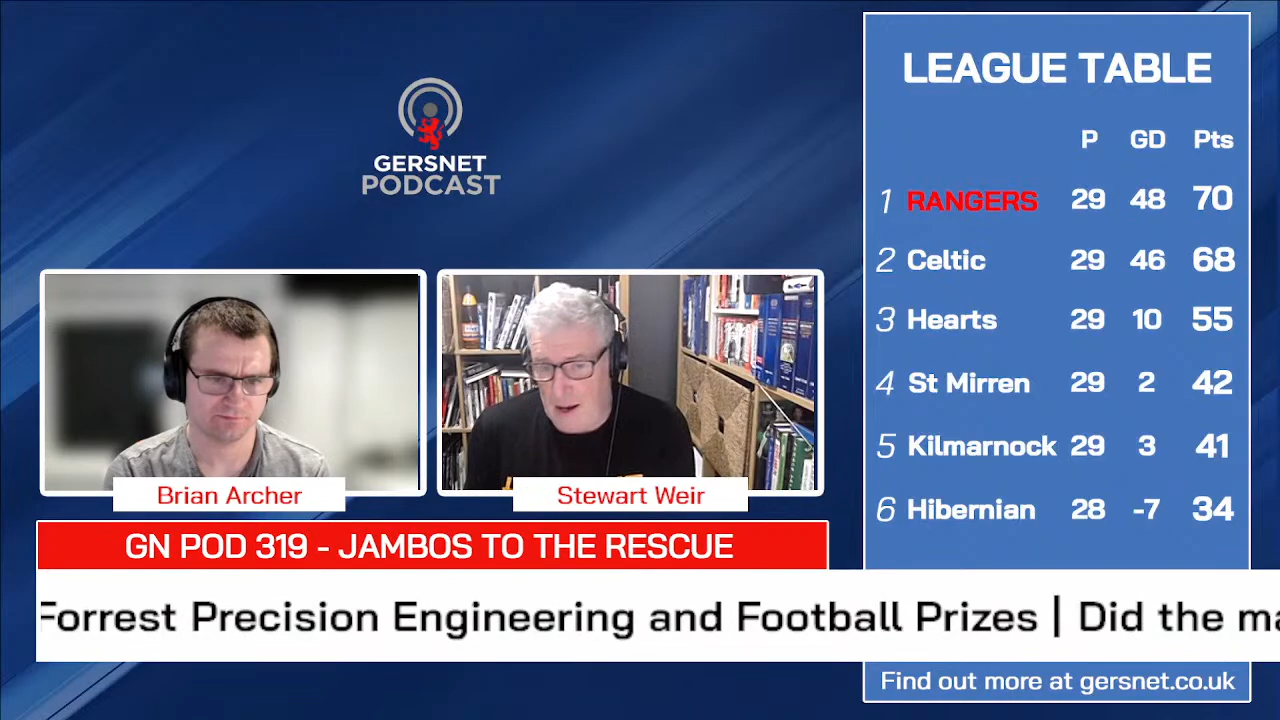 GERSNET
PODCAST
Brian Archer
Stewart Weir
GN POD 319 - JAMBOS TO THE RESCUE
Forrest Precision Engineering and Football Prizes | Did the ma
LEAGUE TABLE
P GD Pts
1 RANGERS 29 48 70
2 Celtic 29 46 68
3 Hearts 29 10 55
4 St Mirren 29 2 42
5 Kilmarnock 29 3 41
6 Hibernian 28 -7 34
Find out more at gersnet.co.uk